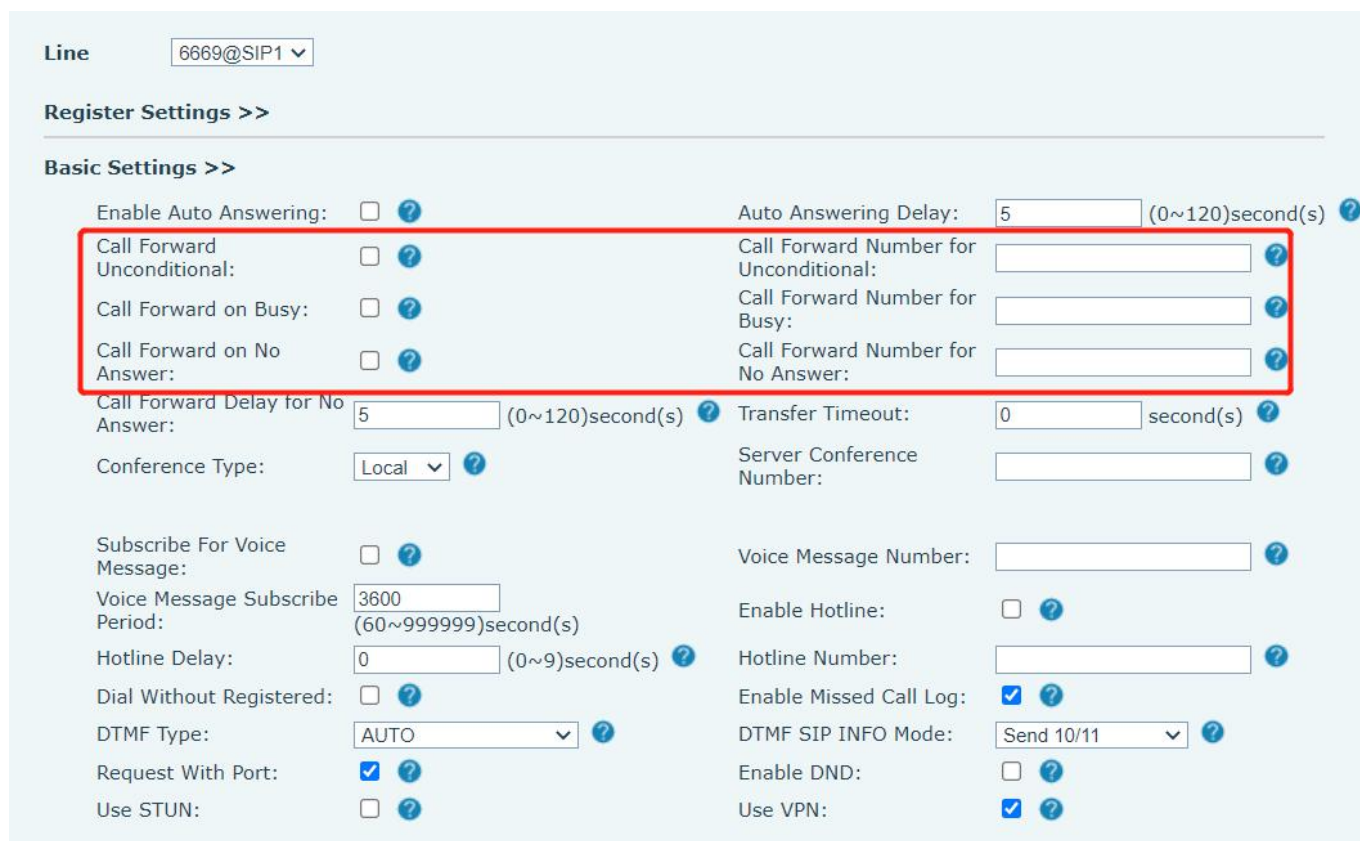 Line 6669@SIP1
Register Settings >>
Basic Settings >>
Enable Auto Answering: ? Auto Answering Delay: 5 (0~120)second(s) ?
Call Forward
Unconditional: ? Call Forward Number for
Unconditional: ?
Call Forward on Busy: ? Call Forward Number for
Busy: ?
Call Forward on No
Answer: ? Call Forward Number for
No Answer: ?
Call Forward Delay for No
Answer: 5 (0~120)second(s) ? Transfer Timeout: 0 second(s) ?
Conference Type: Local ? Server Conference
Number: ?
Subscribe For Voice
Message: ? Voice Message Number: ?
Voice Message Subscribe
Period: 3600
(60~999999)second(s) Enable Hotline: ?
Hotline Delay: 0 (0~9)second(s) ? Hotline Number: ?
Dial Without Registered: ? Enable Missed Call Log: ?
DTMF Type: AUTO ? DTMF SIP INFO Mode: Send 10/11 ?
Request With Port: ? Enable DND: ?
Use STUN: ? Use VPN: ?